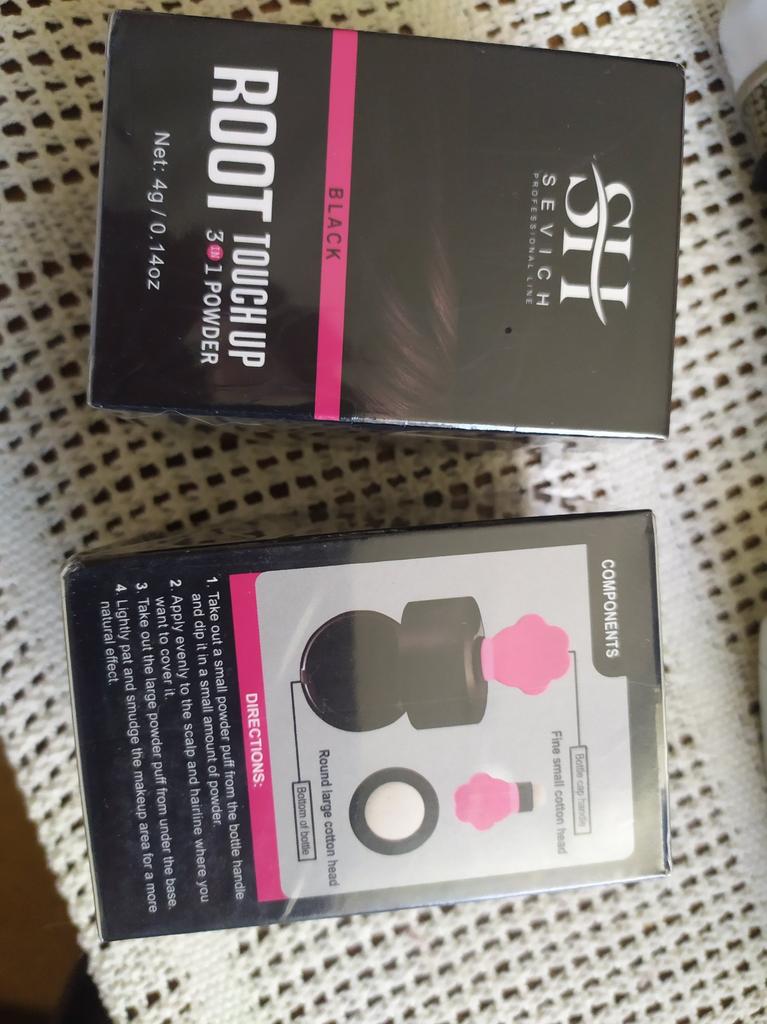 SH
SEVICH
PROFESSIONAL LINE
BLACK
ROOT TOUCH UP
3 IN 1 POWDER
Net: 4g / 0.14oz
COMPONENTS
Bottle cap handle
Fine small cotton head
Round large cotton head
Bottom of bottle
DIRECTIONS:
1. Take out a small powder puff from the bottle handle
and dip it in a small amount of powder.
2. Apply evenly to the scalp and hairline where you
want to cover it.
3. Take out the large powder puff from under the base.
4. Lightly pat and smudge the makeup area for a more
natural effect